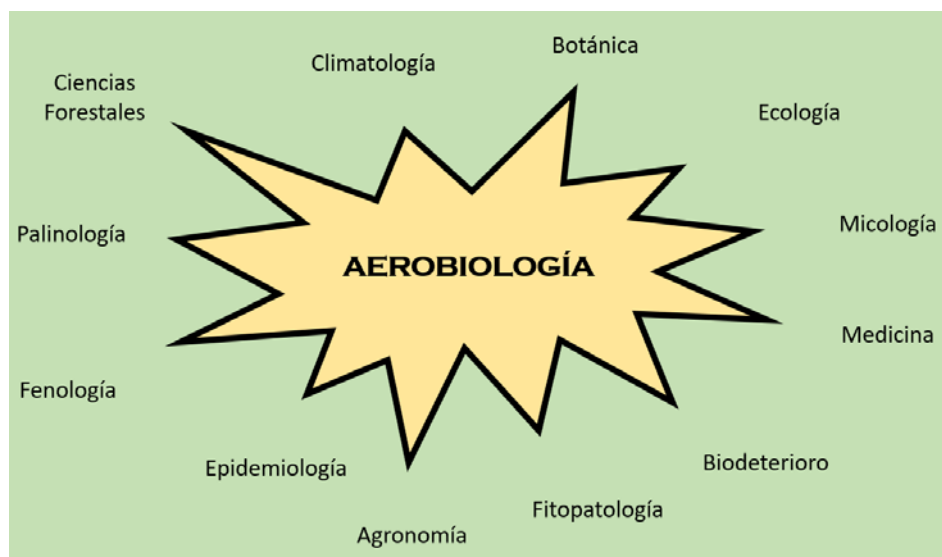 Botánica
Climatología
Ciencias
Forestales
Ecología
Palinología
Micología
AEROBIOLOGÍA
Medicina
Fenología
Epidemiología
Biodeterioro
Fitopatología
Agronomía